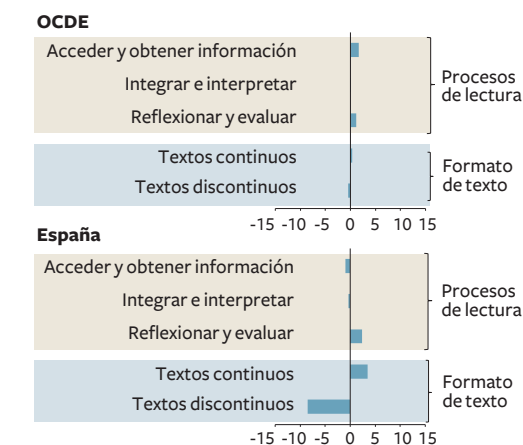 OCDE
Acceder y obtener información
Integrar e interpretar
Reflexionar y evaluar
Procesos
de lectura
Textos continuos
Textos discontinuos
Formato
de texto
-15 -10 -5 0 5 10 15
España
Acceder y obtener información
Integrar e interpretar
Reflexionar y evaluar
Procesos
de lectura
Textos continuos
Textos discontinuos
Formato
de texto
-15 -10 -5 0 5 10 15